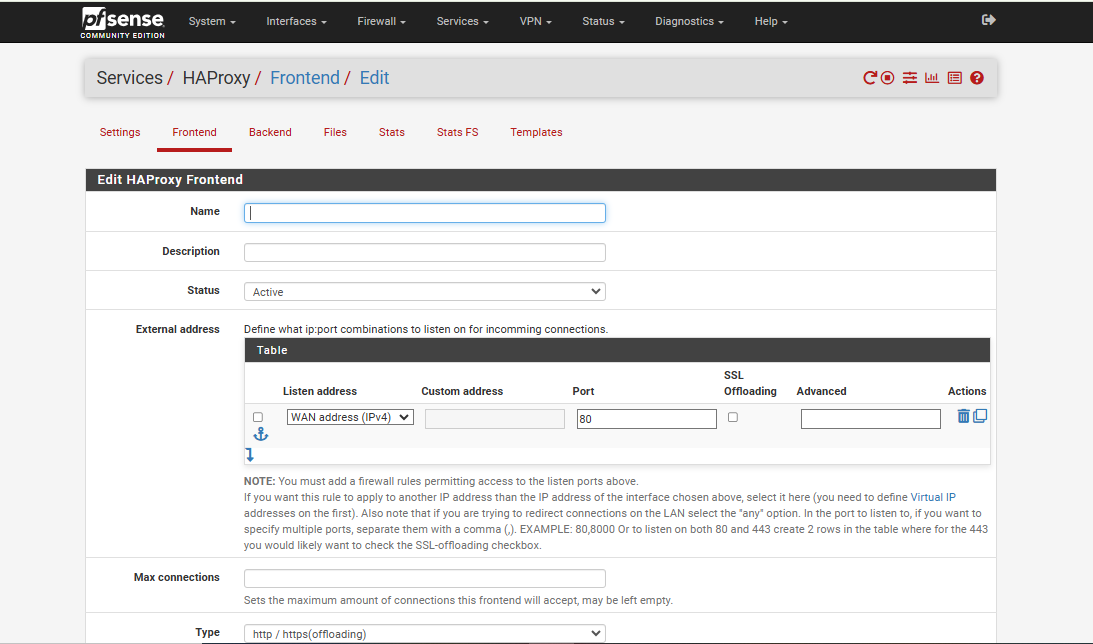 pfsense
COMMUNITY EDITION
System Interfaces Firewall Services VPN Status Diagnostics Help
Services / HAProxy / Frontend / Edit
Settings Frontend Backend Files Stats Stats FS Templates
Edit HAProxy Frontend
Name
Description
Status Active
External address Define what ip:port combinations to listen on for incomming connections.
Table
Listen address Custom address Port SSL Offloading Advanced Actions
WAN address (IPv4) 80
NOTE: You must add a firewall rules permitting access to the listen ports above.
If you want this rule to apply to another IP address than the IP address of the interface chosen above, select it here (you need to define Virtual IP
addresses on the first). Also note that if you are trying to redirect connections on the LAN select the "any" option. In the port to listen to, if you want to
specify multiple ports, separate them with a comma (,). EXAMPLE: 80,8000 Or to listen on both 80 and 443 create 2 rows in the table where for the 443
you would likely want to check the SSL-offloading checkbox.
Max connections
Sets the maximum amount of connections this frontend will accept, may be left empty.
Type http / https(offloading)